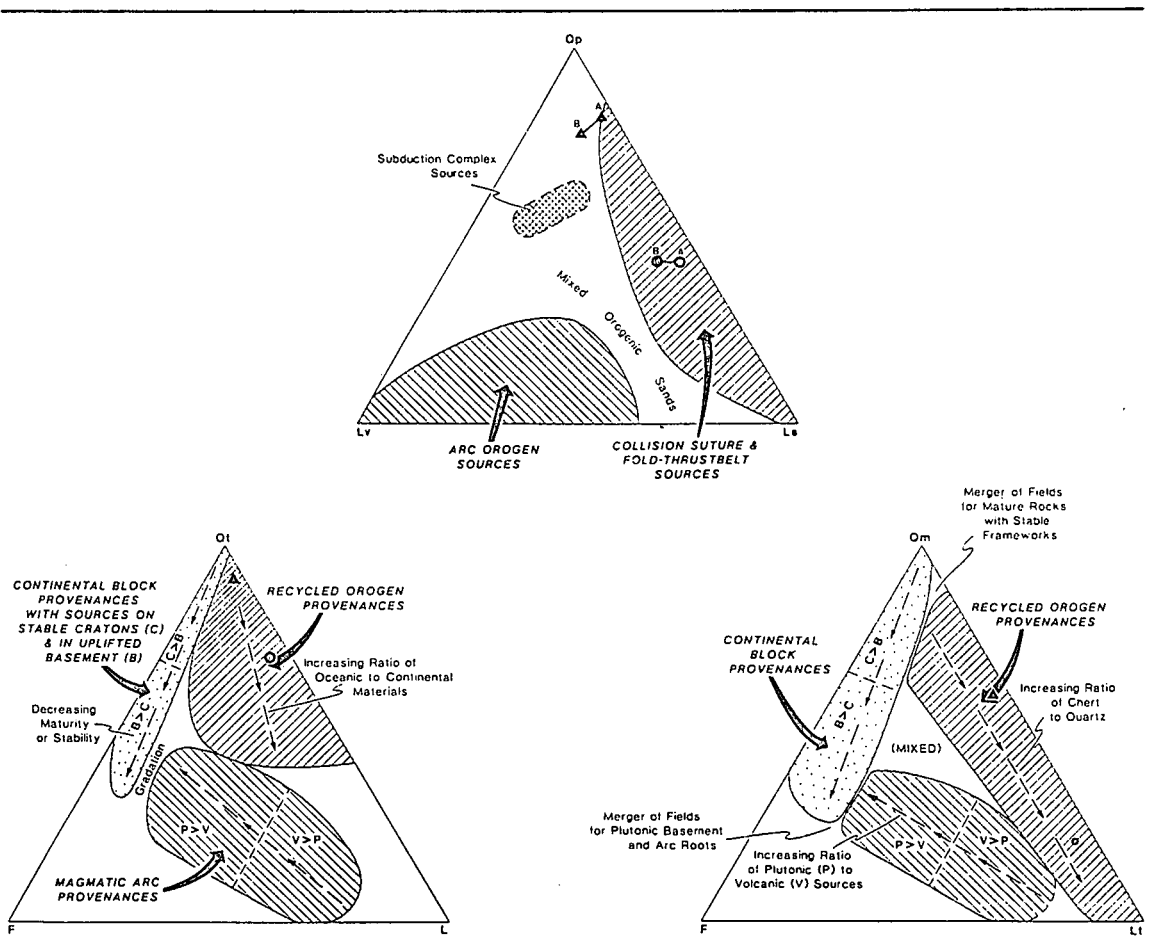 Qp
A
B
Subduction Complex
Sources
B
A
Mixed
Orogenic
Sands
Lv
Ls
ARC OROGEN
SOURCES
COLLISION SUTURE &
FOLD-THRUSTBELT
SOURCES
Qt
CONTINENTAL BLOCK
PROVENANCES
WITH SOURCES ON
STABLE CRATONS (C)
& IN UPLIFTED
BASEMENT (B)
RECYCLED OROGEN
PROVENANCES
C>B
Increasing Ratio of
Oceanic to Continental
Materials
B>C
Decreasing
Maturity
or Stability
Gradation
P>V
V>P
MAGMATIC ARC
PROVENANCES
F
L
Merger of Fields
for Mature Rocks
with Stable
Frameworks
Qm
RECYCLED OROGEN
PROVENANCES
CONTINENTAL
BLOCK
PROVENANCES
C>B
Increasing Ratio
of Chert
to Quartz
B>C
(MIXED)
Merger of Fields
for Plutonic Basement
and Arc Roots
P>V
V>P
Increasing Ratio
of Plutonic (P) to
Volcanic (V) Sources
F
Lt